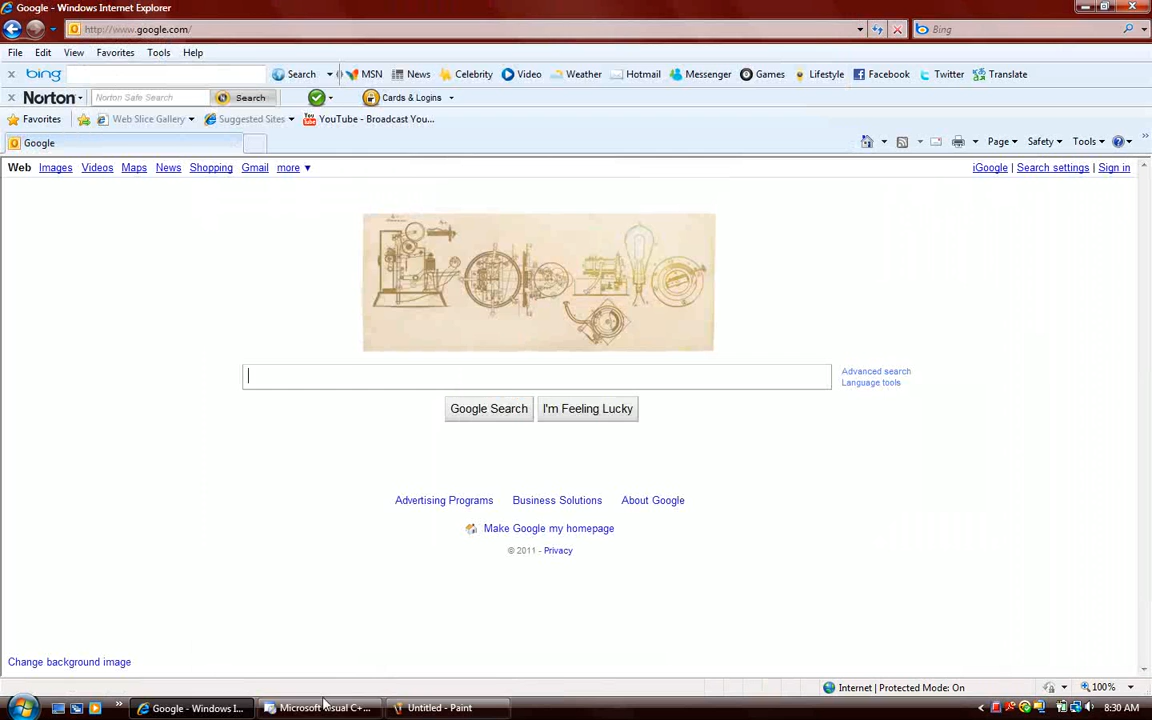 Google - Windows Internet Explorer
http://www.google.com/
Bing
File Edit View Favorites Tools Help
x bing Search MSN News Celebrity Video Weather Hotmail Messenger Games Lifestyle Facebook Twitter Translate
x Norton Norton Safe Search Search Cards & Logins
Favorites Web Slice Gallery Suggested Sites YouTube - Broadcast You...
Google Page Safety Tools
Web Images Videos Maps News Shopping Gmail more iGoogle | Search settings | Sign in
Advanced search
Language tools
Google Search I'm Feeling Lucky
Advertising Programs Business Solutions About Google
Make Google my homepage
© 2011 - Privacy
Change background image
Internet | Protected Mode: On 100%
Google - Windows I... Microsoft Visual C+... Untitled - Paint 8:30 AM